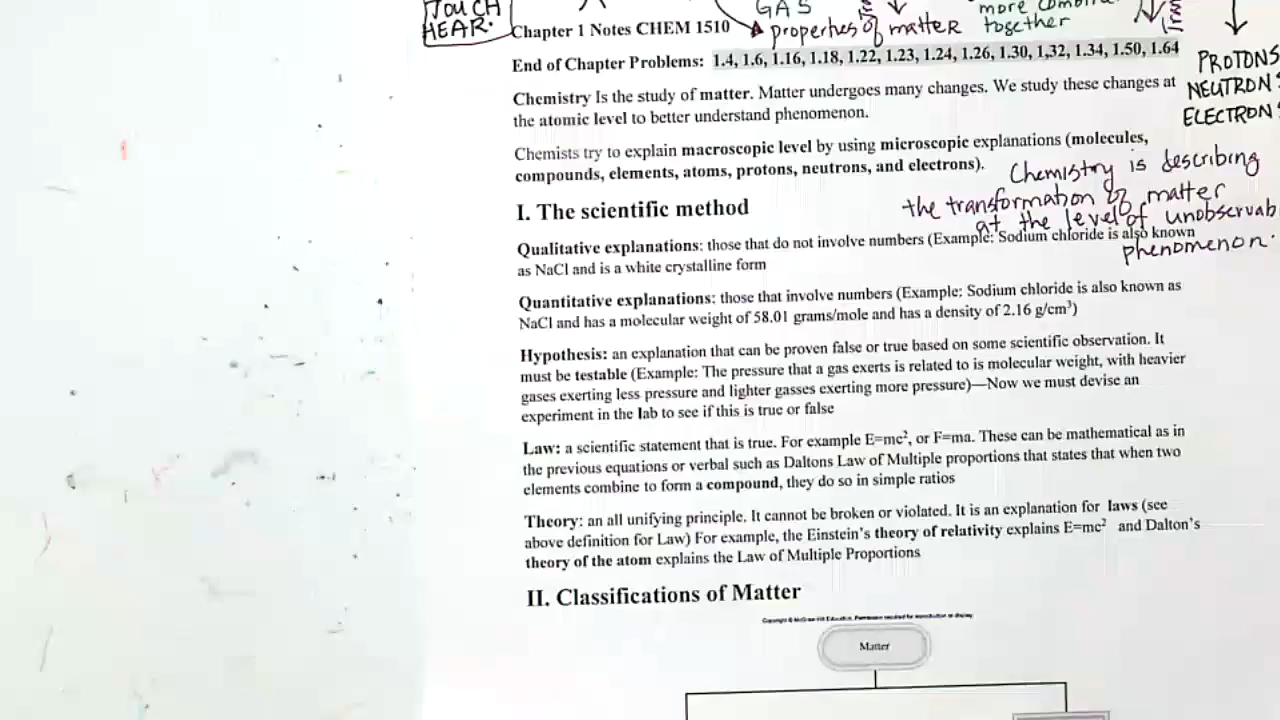 TOUCH
HEAR.
GAS
properties of matter
more
together
PROTONS
NEUTRON
ELECTRON
Chapter 1 Notes CHEM 1510
End of Chapter Problems: 1.4, 1.6, 1.16, 1.18, 1.22, 1.23, 1.24, 1.26, 1.30, 1,32, 1.34, 1.50, 1.64
Chemistry Is the study of matter. Matter undergoes many changes. We study these changes at
the atomic level to better understand phenomenon.
Chemists try to explain macroscopic level by using microscopic explanations (molecules,
compounds, elements, atoms, protons, neutrons, and electrons).
Chemistry is describing
the transformation of matter
at the level of unobservab
phenomenon.
I. The scientific method
Qualitative explanations: those that do not involve numbers (Example: Sodium chloride is also known
as NaCl and is a white crystalline form
Quantitative explanations: those that involve numbers (Example: Sodium chloride is also known as
NaCl and has a molecular weight of 58.01 grams/mole and has a density of 2.16 g/cm³)
Hypothesis: an explanation that can be proven false or true based on some scientific observation. It
must be testable (Example: The pressure that a gas exerts is related to is molecular weight, with heavier
gases exerting less pressure and lighter gasses exerting more pressure)—Now we must devise an
experiment in the lab to see if this is true or false
Law: a scientific statement that is true. For example E=mc², or F=ma. These can be mathematical as in
the previous equations or verbal such as Daltons Law of Multiple proportions that states that when two
elements combine to form a compound, they do so in simple ratios
Theory: an all unifying principle. It cannot be broken or violated. It is an explanation for laws (see
above definition for Law) For example, the Einstein's theory of relativity explains E=mc² and Dalton's
theory of the atom explains the Law of Multiple Proportions
II. Classifications of Matter
Copyright © McGraw-Hill Education. Permission required for reproduction or display.
Matter